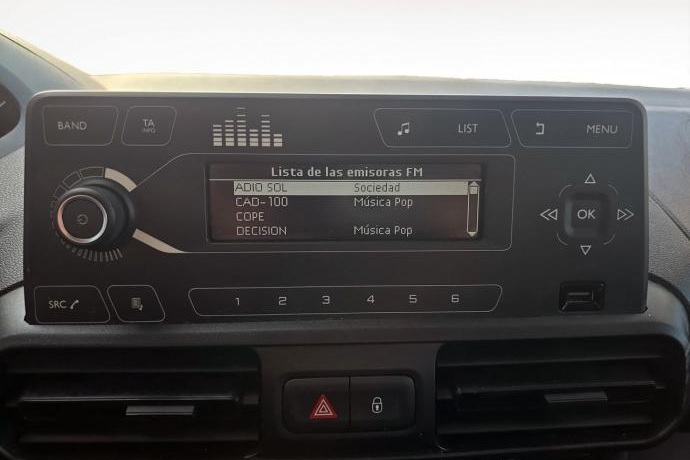 BAND
TA
INFO
LIST
MENU
Lista de las emisoras FM
ADIO SOL Sociedad
CAD-100 Música Pop
COPE
DECISION Música Pop
OK
SRC
1 2 3 4 5 6